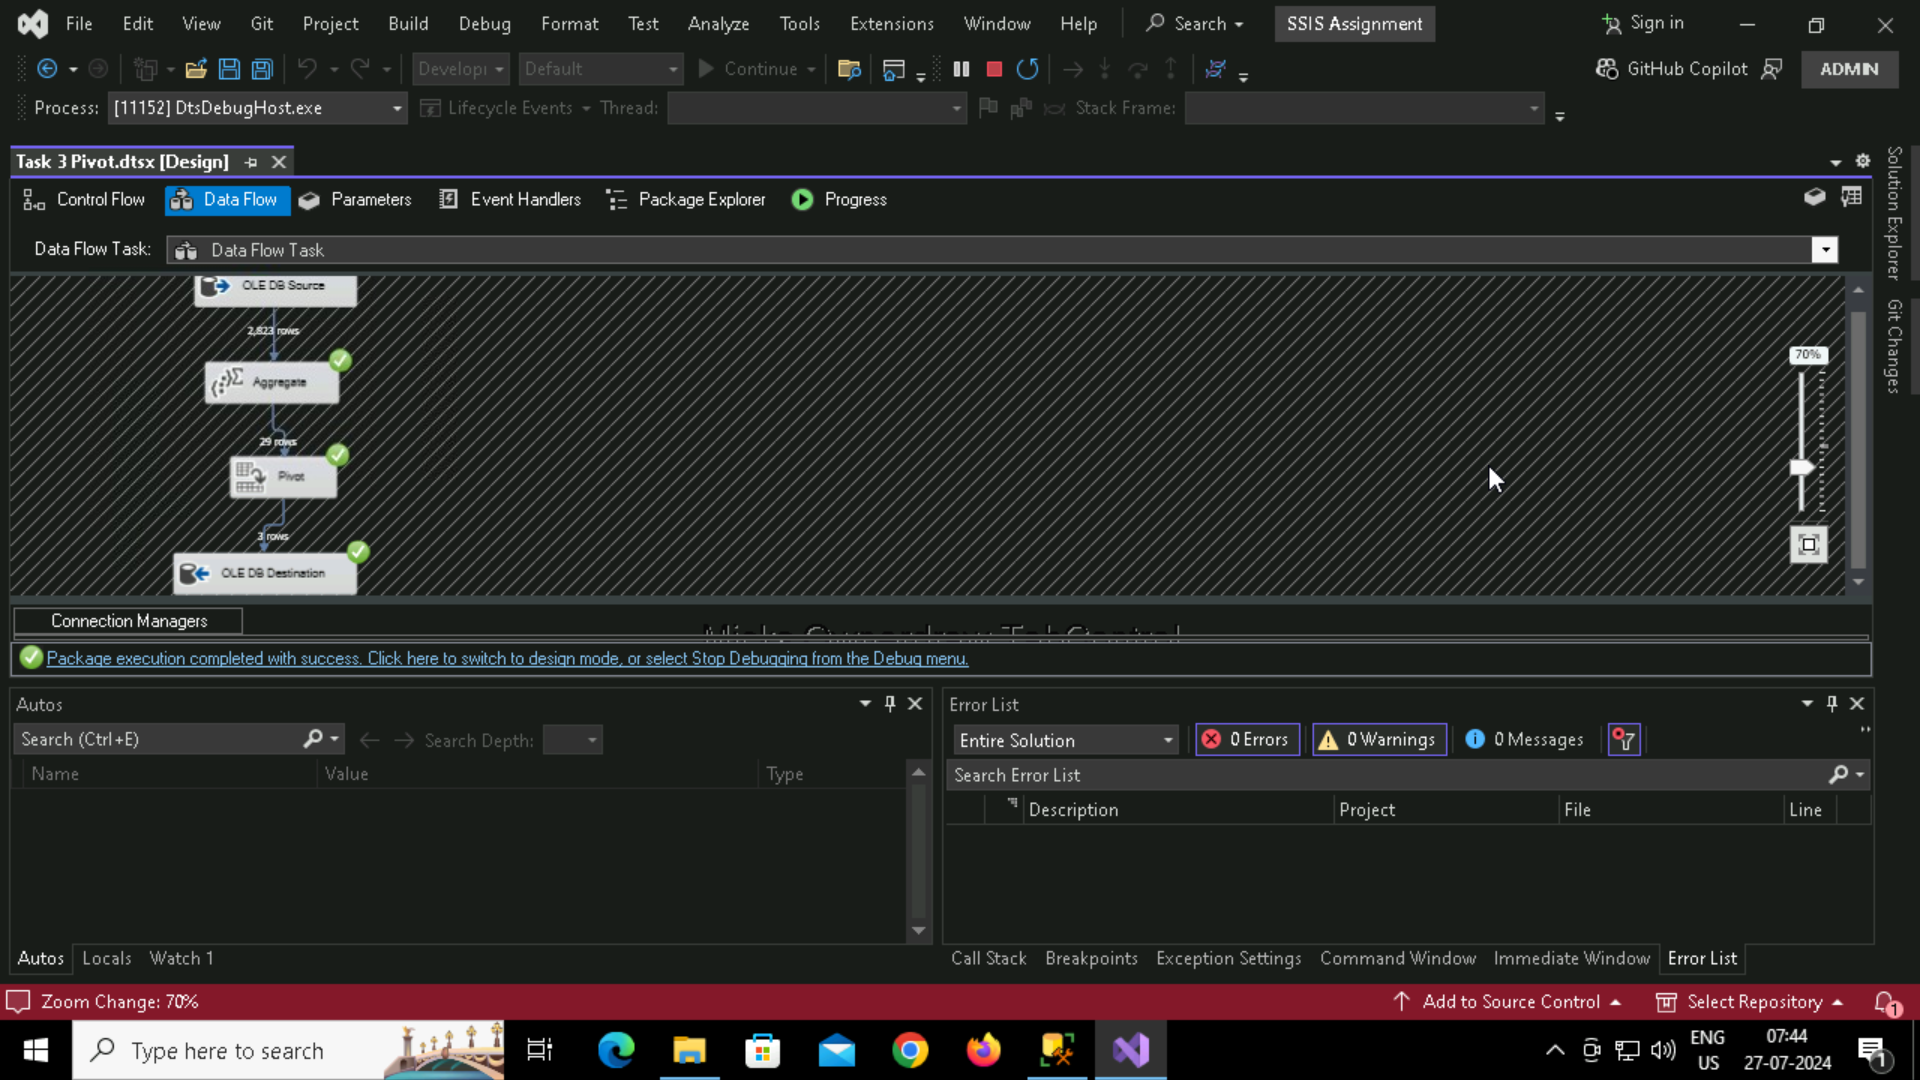 File Edit View Git Project Build Debug Format Test Analyze Tools Extensions Window Help Search SSIS Assignment Sign in
Developi Default Continue GitHub Copilot ADMIN
Process: [11152] DtsDebugHost.exe Lifecycle Events Thread: Stack Frame:
Task 3 Pivot.dtsx [Design]
Control Flow Data Flow Parameters Event Handlers Package Explorer Progress
Data Flow Task: Data Flow Task
OLE DB Source
2,823 rows
Aggregate
29 rows
Pivot
3 rows
OLE DB Destination
70%
Solution Explorer
Git Changes
Connection Managers
Package execution completed with success. Click here to switch to design mode, or select Stop Debugging from the Debug menu.
Autos
Search (Ctrl+E) Search Depth:
Name Value Type
Autos Locals Watch 1
Error List
Entire Solution 0 Errors 0 Warnings 0 Messages
Search Error List
Description Project File Line
Call Stack Breakpoints Exception Settings Command Window Immediate Window Error List
Zoom Change: 70% Add to Source Control Select Repository 1
Type here to search
ENG
US
07:44
27-07-2024
1